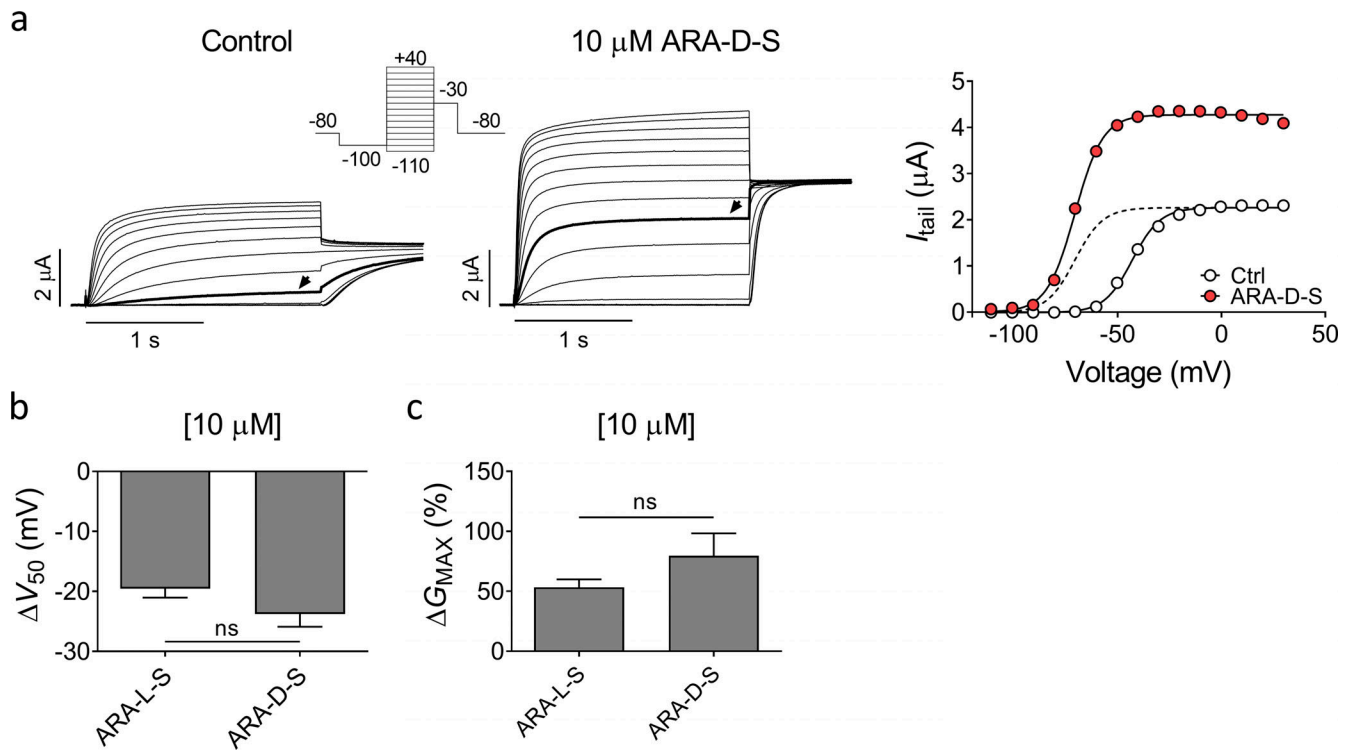 a
Control
10 μM ARA-D-S
+40
-30
-80
-80
-100
-110
2 μA
1 s
2 μA
1 s
5
4
3
2
1
0
Itail (μA)
Ctrl
ARA-D-S
-100 -50 0 50
Voltage (mV)
b
[10 μM]
0
-10
-20
-30
ΔV50 (mV)
ns
ARA-L-S
ARA-D-S
c
[10 μM]
150
100
50
0
ΔGMAX (%)
ns
ARA-L-S
ARA-D-S